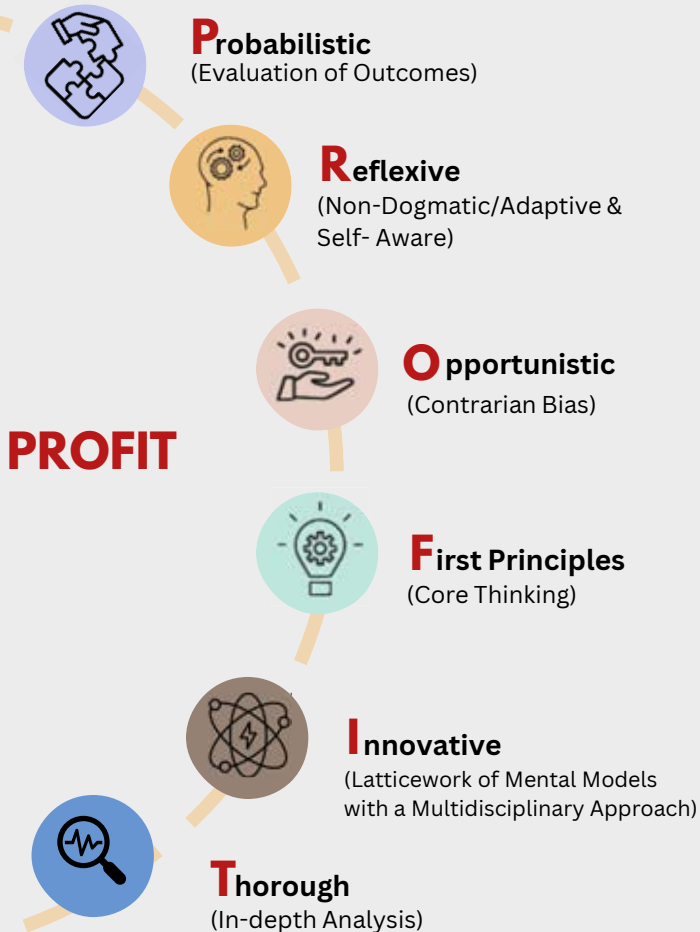 Probabilistic
(Evaluation of Outcomes)
Reflexive
(Non-Dogmatic/Adaptive &
Self- Aware)
Opportunistic
(Contrarian Bias)
PROFIT
First Principles
(Core Thinking)
Innovative
(Latticework of Mental Models
with a Multidisciplinary Approach)
Thorough
(In-depth Analysis)